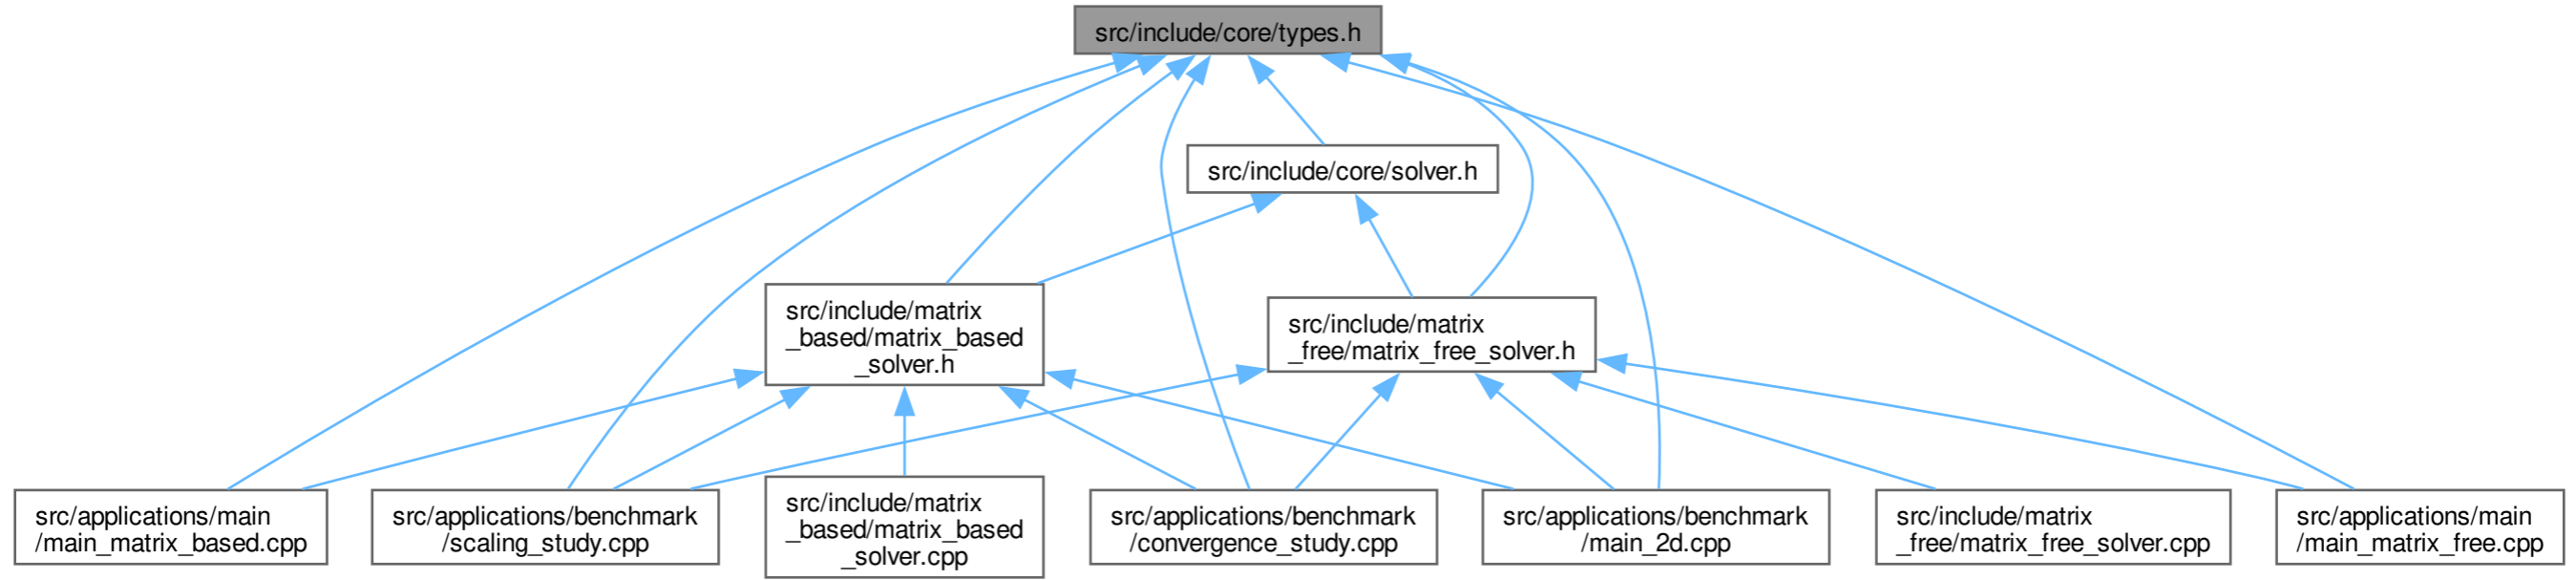 src/include/core/types.h
src/include/core/solver.h
src/include/matrix
_based/matrix_based
_solver.h
src/include/matrix
_free/matrix_free_solver.h
src/applications/main
/main_matrix_based.cpp
src/applications/benchmark
/scaling_study.cpp
src/include/matrix
_based/matrix_based
_solver.cpp
src/applications/benchmark
/convergence_study.cpp
src/applications/benchmark
/main_2d.cpp
src/include/matrix
_free/matrix_free_solver.cpp
src/applications/main
/main_matrix_free.cpp